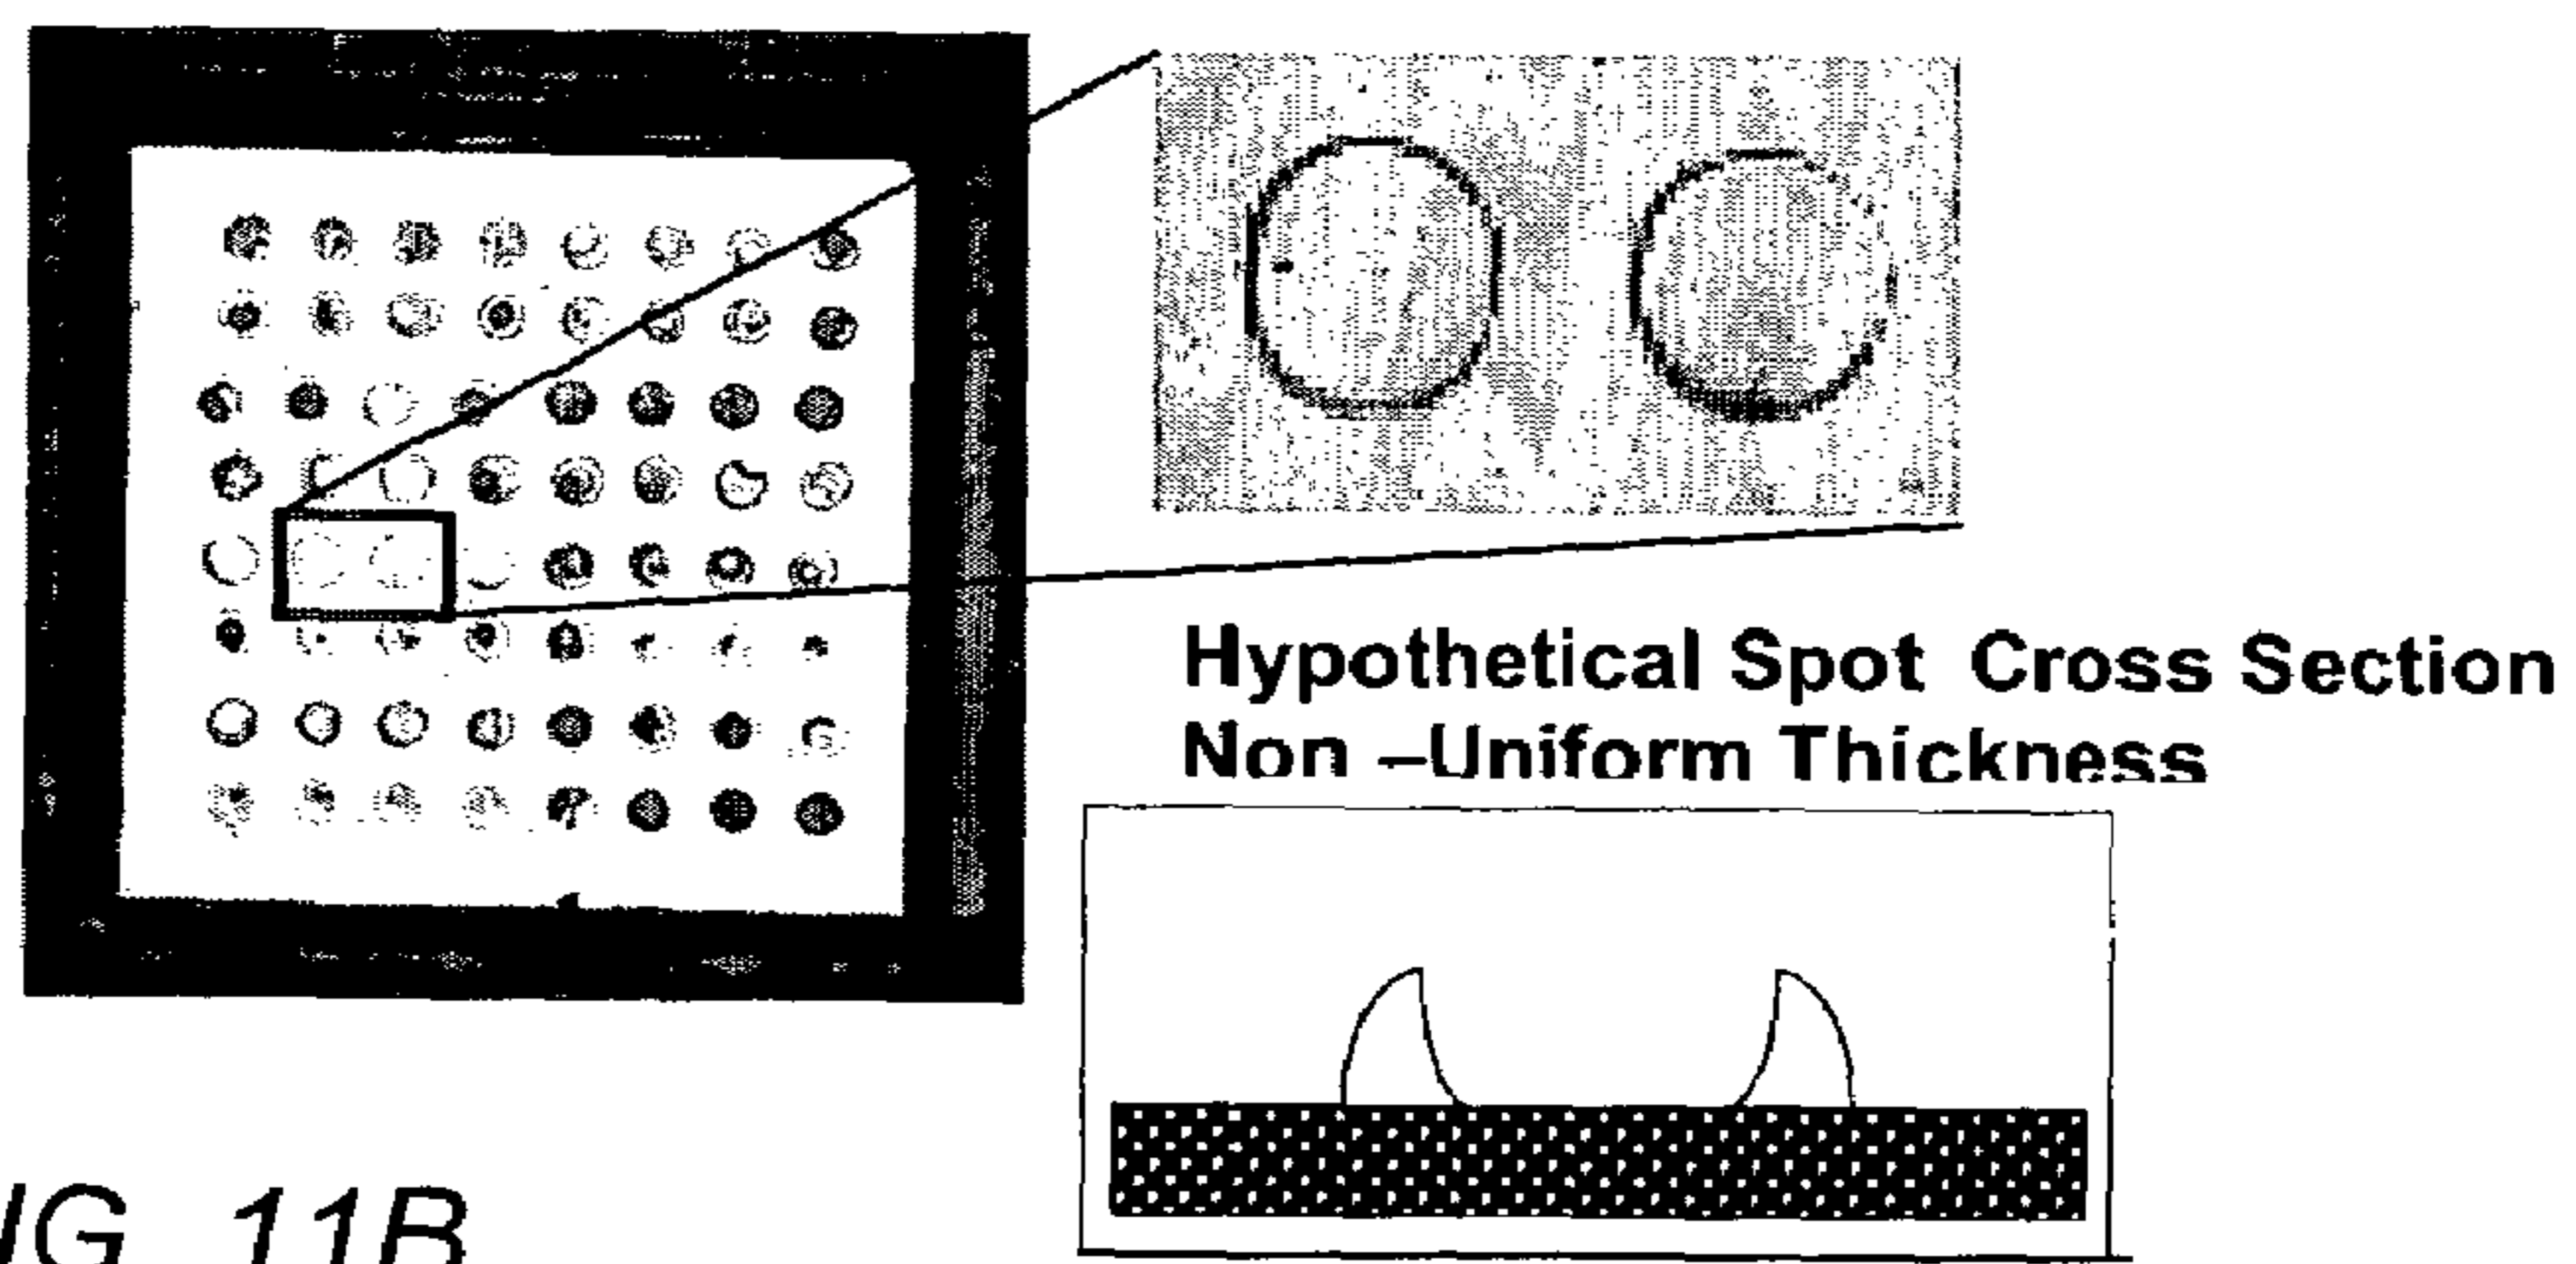 Hypothetical Spot Cross Section
Non –Uniform Thickness
IG 11B